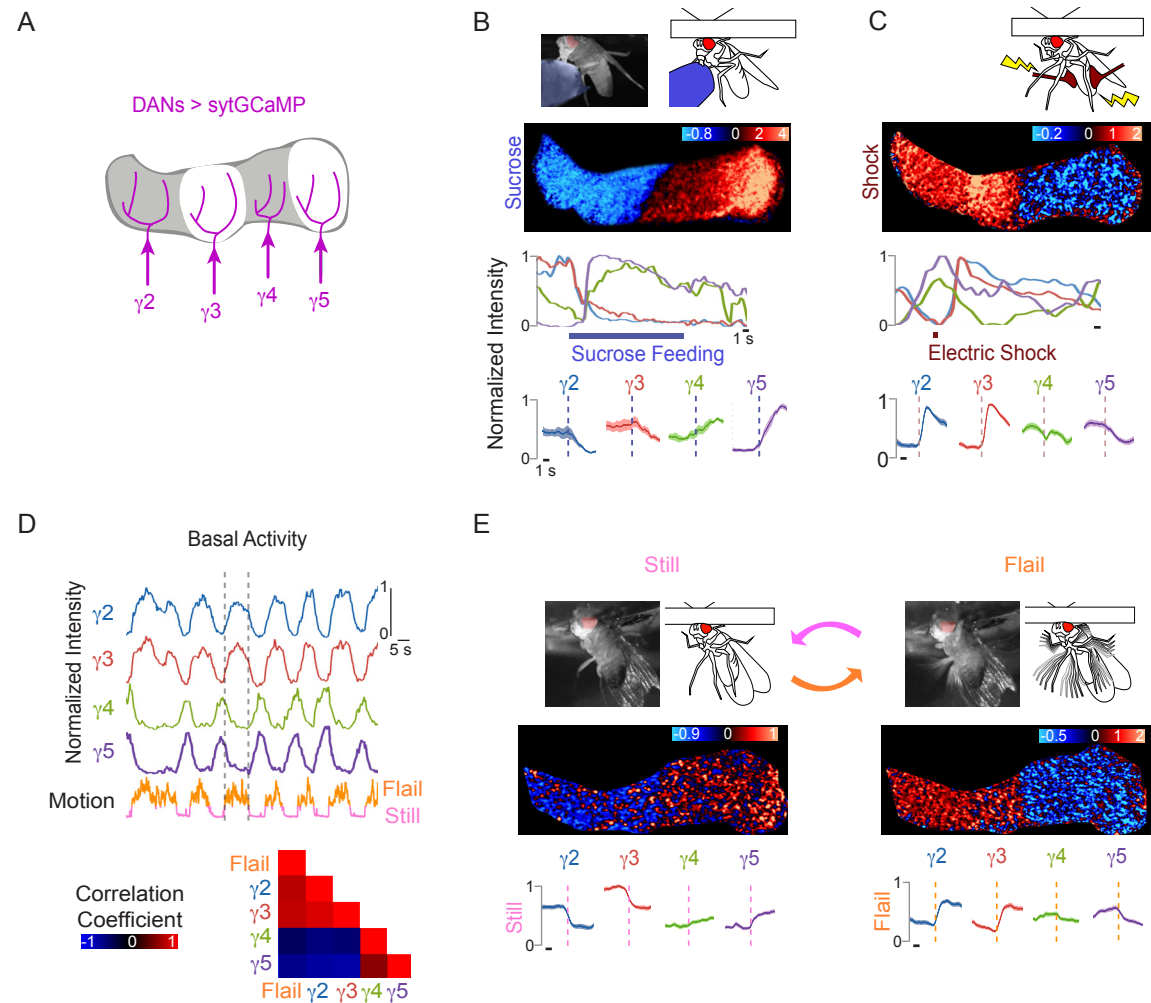 A
DANs > sytGCaMP
γ2
γ3
γ4
γ5
B
Sucrose
-0.8 0 2 4
Normalized Intensity
1
0
1 s
Sucrose Feeding
γ2 γ3 γ4 γ5
1
0
1 s
C
Shock
-0.2 0 1 2
1
0
Electric Shock
γ2 γ3 γ4 γ5
1
0
D
Basal Activity
Normalized Intensity
γ2
γ3
γ4
γ5
1
0
5 s
Motion
Flail
Still
Correlation
Coefficient
-1 0 1
Flail
γ2
γ3
γ4
γ5
Flail γ2 γ3 γ4 γ5
E
Still
Flail
-0.9 0 1
γ2 γ3 γ4 γ5
Still
1
0
-0.5 0 1 2
γ2 γ3 γ4 γ5
Flail
1
0